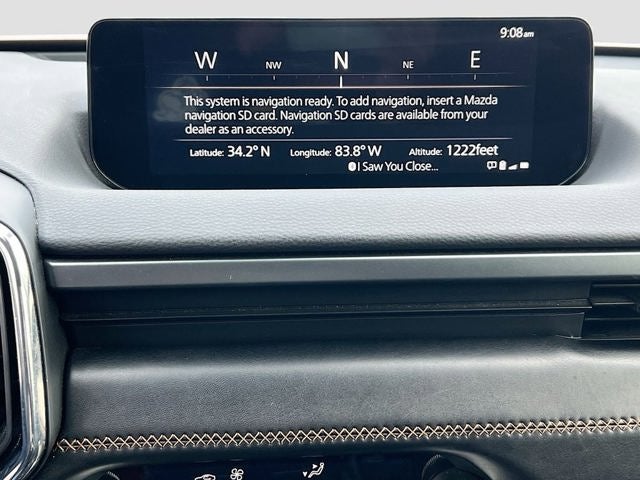 9:08am
W NW N NE E
This system is navigation ready. To add navigation, insert a Mazda
navigation SD card. Navigation SD cards are available from your
dealer as an accessory.
Latitude: 34.2° N Longitude: 83.8° W Altitude: 1222feet
I Saw You Close...